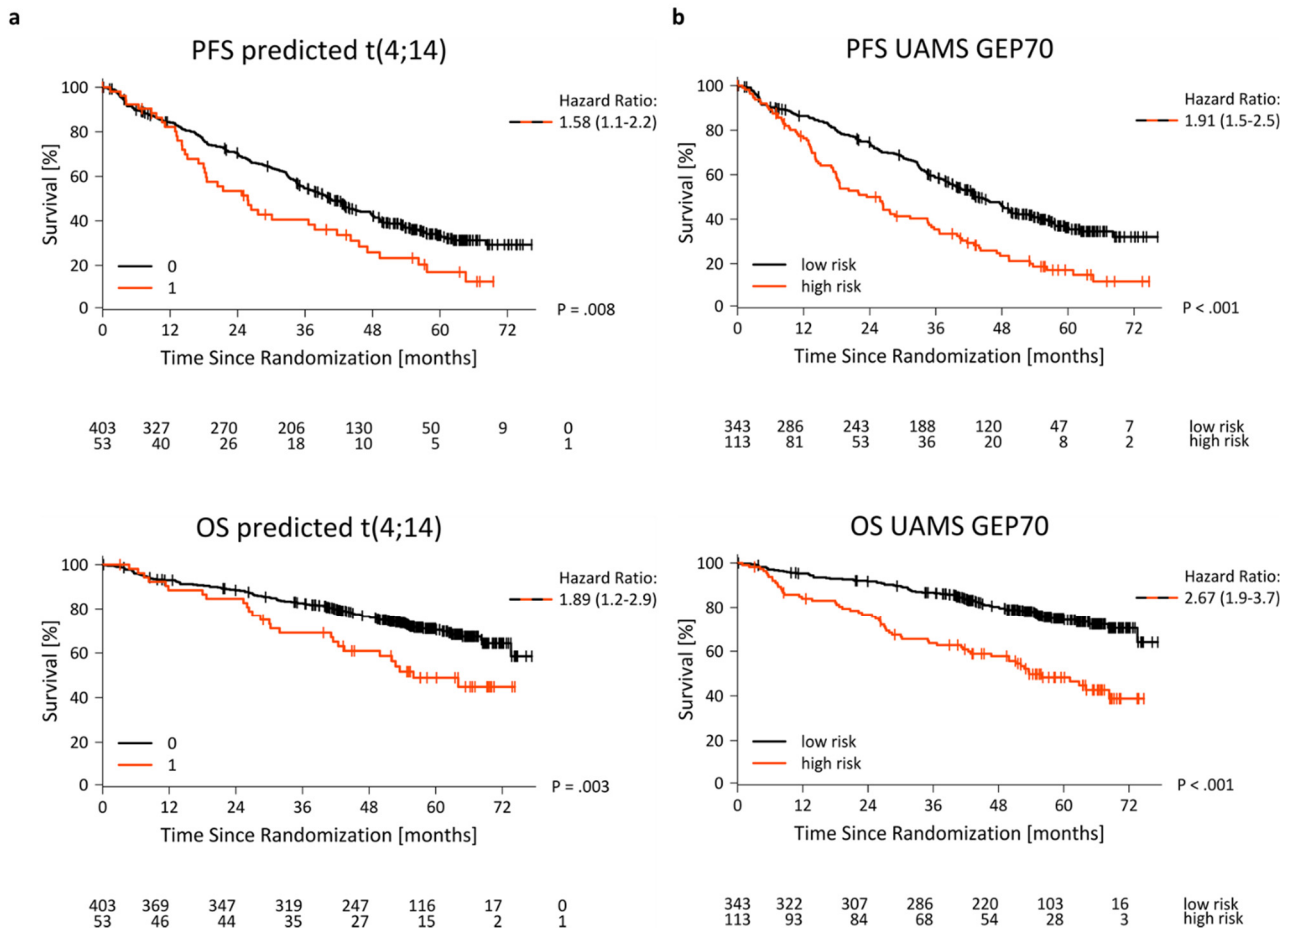 a
PFS predicted t(4;14)
100
80
60
40
20
0
Survival [%]
0 12 24 36 48 60 72
Time Since Randomization [months]
0
1
Hazard Ratio:
1.58 (1.1-2.2)
P = .008
403 327 270 206 130 50 9 0
53 40 26 18 10 5 1
b
PFS UAMS GEP70
100
80
60
40
20
0
Survival [%]
0 12 24 36 48 60 72
Time Since Randomization [months]
low risk
high risk
Hazard Ratio:
1.91 (1.5-2.5)
P < .001
343 286 243 188 120 47 7 low risk
113 81 53 36 20 8 2 high risk
OS predicted t(4;14)
100
80
60
40
20
0
Survival [%]
0 12 24 36 48 60 72
Time Since Randomization [months]
0
1
Hazard Ratio:
1.89 (1.2-2.9)
P = .003
403 369 347 319 247 116 17 0
53 46 44 35 27 15 2 1
OS UAMS GEP70
100
80
60
40
20
0
Survival [%]
0 12 24 36 48 60 72
Time Since Randomization [months]
low risk
high risk
Hazard Ratio:
2.67 (1.9-3.7)
P < .001
343 322 307 286 220 103 16 low risk
113 93 84 68 54 28 3 high risk